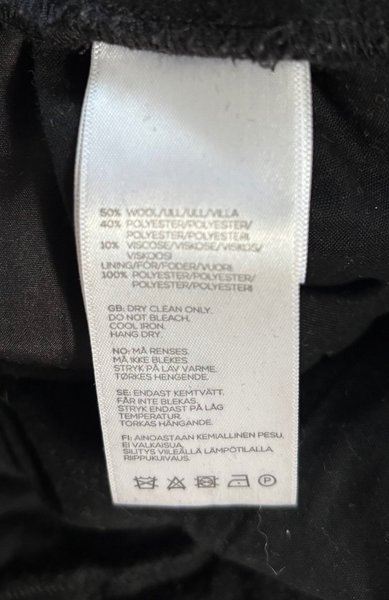 50% WOOL/ULL/ULL/VILLA
40% POLYESTER/POLYESTER/
POLYESTER/POLYESTERI
10% VISCOSE/VISKOSE/VISKOS/
VISKOOSI
LINING/FÔR/FODER/VUORI
100% POLYESTER/POLYESTER/
POLYESTER/POLYESTERI
GB: DRY CLEAN ONLY.
DO NOT BLEACH.
COOL IRON.
HANG DRY.
NO: MÅ RENSES.
MÅ IKKE BLEKES.
STRYK PÅ LAV VARME.
TØRKES HENGENDE.
SE: ENDAST KEMTVÄTT.
FÅR INTE BLEKAS.
STRYK ENDAST PÅ LÅG
TEMPERATUR.
TORKAS HÄNGANDE.
FI: AINOASTAAN KEMIALLINEN PESU.
EI VALKAISUA.
SILITYS VIILEÄLLÄ LÄMPÖTILALLA.
RIIPPUKUIVAUS.
P